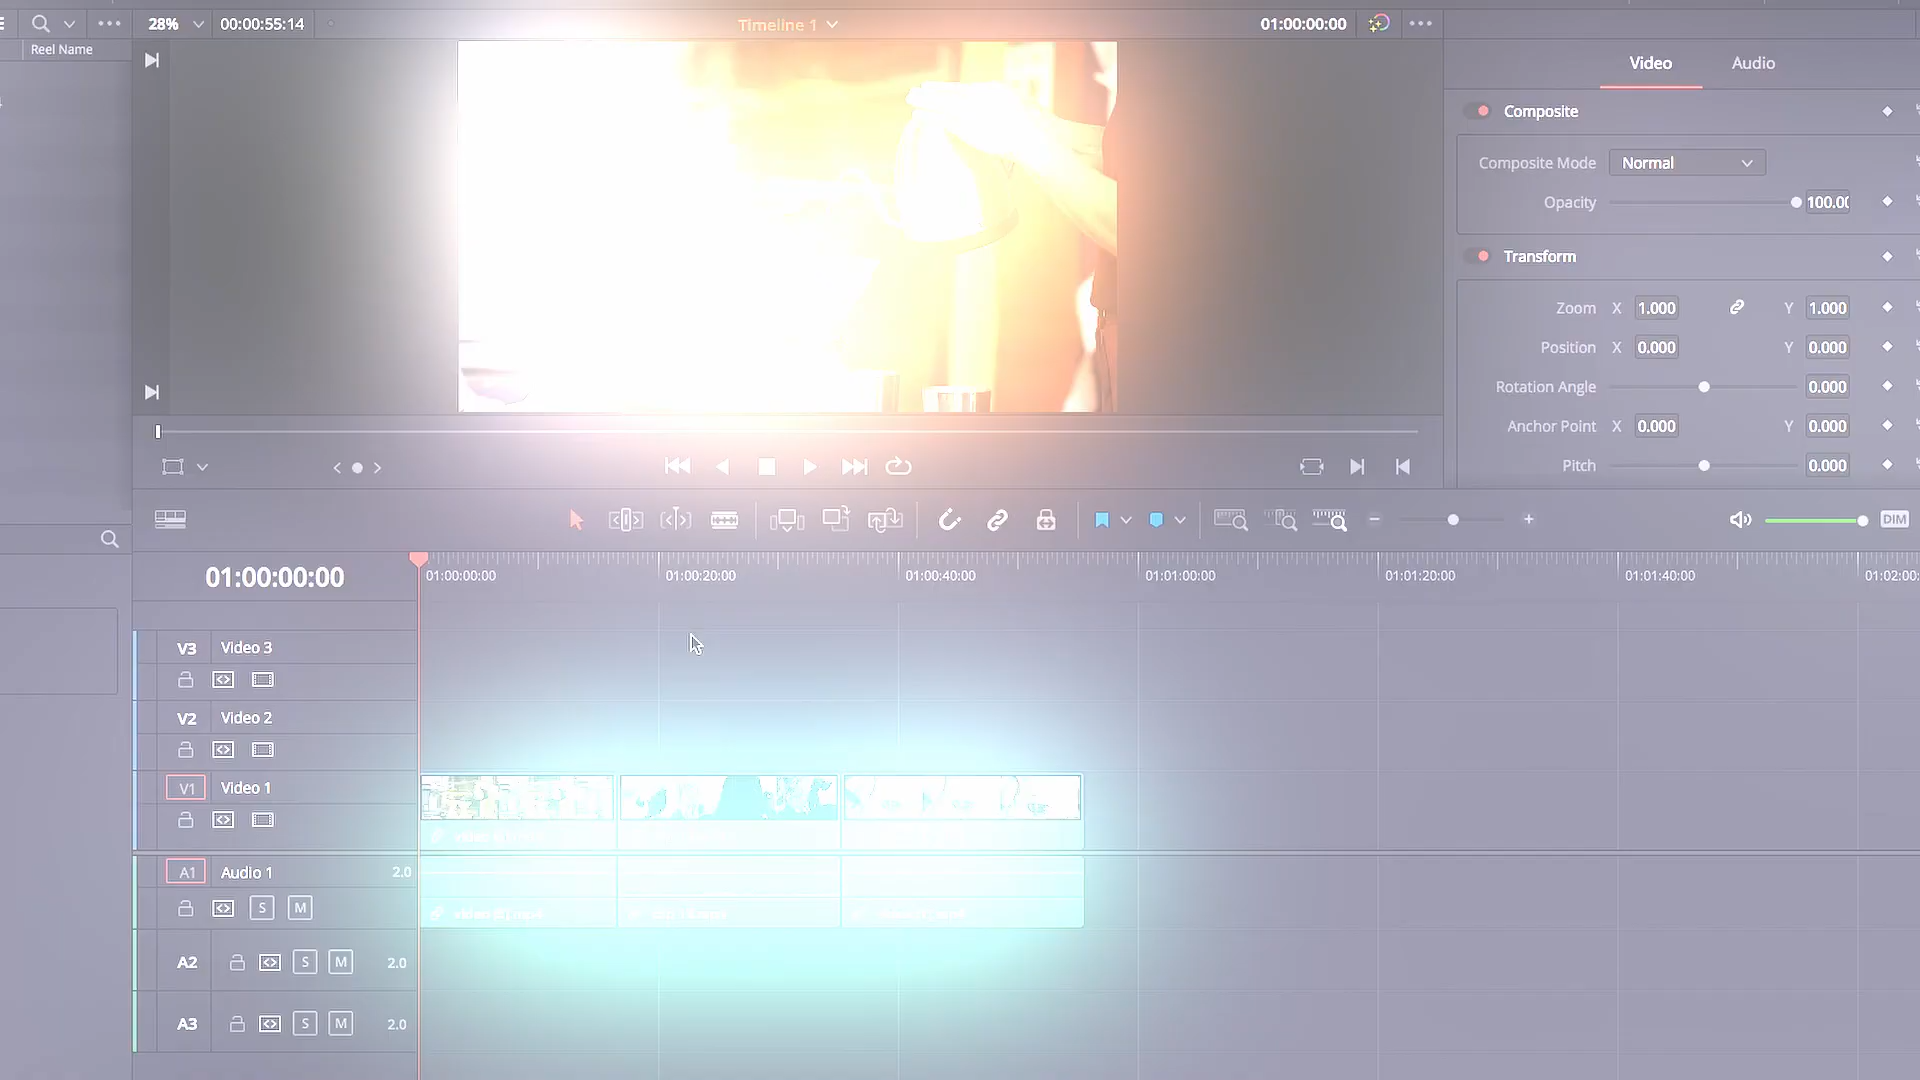 28%
00:00:55:14
Timeline 1
01:00:00:00
Reel Name
Video
Audio
Composite
Composite Mode
Normal
Opacity
100.00
Transform
Zoom X 1.000 Y 1.000
Position X 0.000 Y 0.000
Rotation Angle 0.000
Anchor Point X 0.000 Y 0.000
Pitch 0.000
DIM
01:00:00:00
01:00:00:00
01:00:20:00
01:00:40:00
01:01:00:00
01:01:20:00
01:01:40:00
01:02:00:
V3 Video 3
V2 Video 2
V1 Video 1
A1 Audio 1 2.0
S M
A2 S M 2.0
A3 S M 2.0